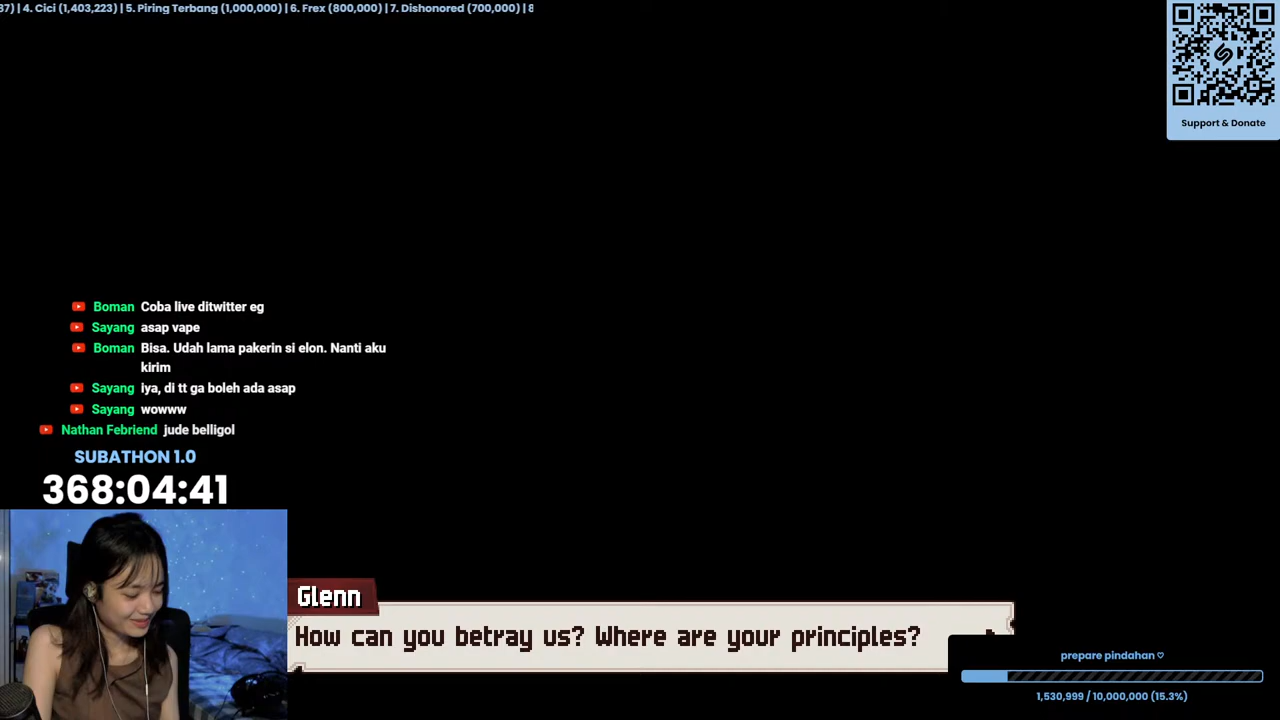 37) | 4. Cici (1,403,223) | 5. Piring Terbang (1,000,000) | 6. Frex (800,000) | 7. Dishonored (700,000) | 8
Support & Donate
Boman Coba live ditwitter eg
Sayang asap vape
Boman Bisa. Udah lama pakerin si elon. Nanti aku
kirim
Sayang iya, di tt ga boleh ada asap
Sayang wowww
Nathan Febriend jude belligol
SUBATHON 1.0
368:04:41
Glenn
How can you betray us? Where are your principles?
prepare pindahan ♡
1,530,999 / 10,000,000 (15.3%)